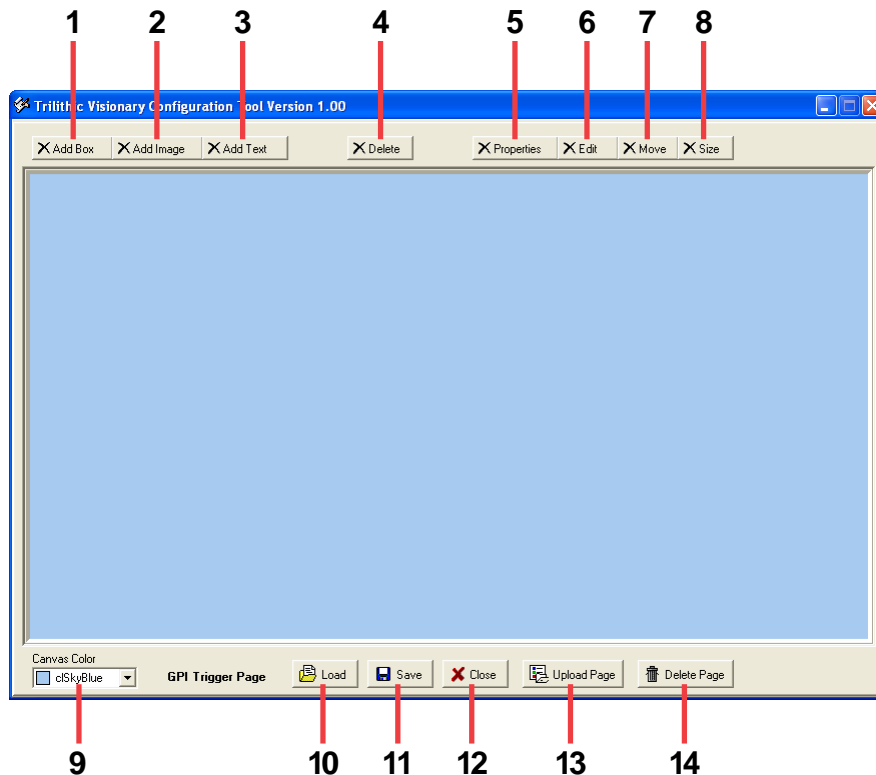 1 2 3 4 5 6 7 8
Trilithic Visionary Configuration Tool Version 1.00
Add Box Add Image Add Text Delete Properties Edit Move Size
Canvas Color
clSkyBlue GPI Trigger Page Load Save Close Upload Page Delete Page
9 10 11 12 13 14